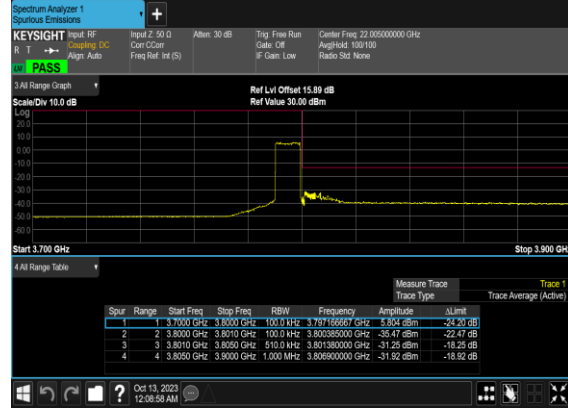 Spectrum Analyzer 1
Spurious Emissions
KEYSIGHT Input: RF Input Z: 50 Ω Atten: 30 dB Trig: Free Run Center Freq: 22.005000000 GHz
R T Coupling: DC Corr CCorr Gate: Off Avg|Hold: 100/100
Align: Auto Freq Ref: Int (S) IF Gain: Low Radio Std: None
PASS
3 All Range Graph Ref Lvl Offset 15.89 dB
Scale/Div 10.0 dB Ref Value 30.00 dBm
Log
20.0
10.0
0.00
-10.0
-20.0
-30.0
-40.0
-50.0
-60.0
Start 3.700 GHz Stop 3.900 GH
4 All Range Table
Measure Trace Trace 1
Trace Type Trace Average (Active)
Spur Range Start Freq Stop Freq RBW Frequency Amplitude ΔLimit
1 1 3.7000 GHz 3.8000 GHz 100.0 kHz 3.797166667 GHz 5.804 dBm -24.20 dB
2 2 3.8000 GHz 3.8010 GHz 100.0 kHz 3.800385000 GHz -35.47 dBm -22.47 dB
3 3 3.8010 GHz 3.8050 GHz 510.0 kHz 3.801380000 GHz -31.25 dBm -18.25 dB
4 4 3.8050 GHz 3.9000 GHz 1.000 MHz 3.806900000 GHz -31.92 dBm -18.92 dB
Oct 13, 2023
12:08:58 AM